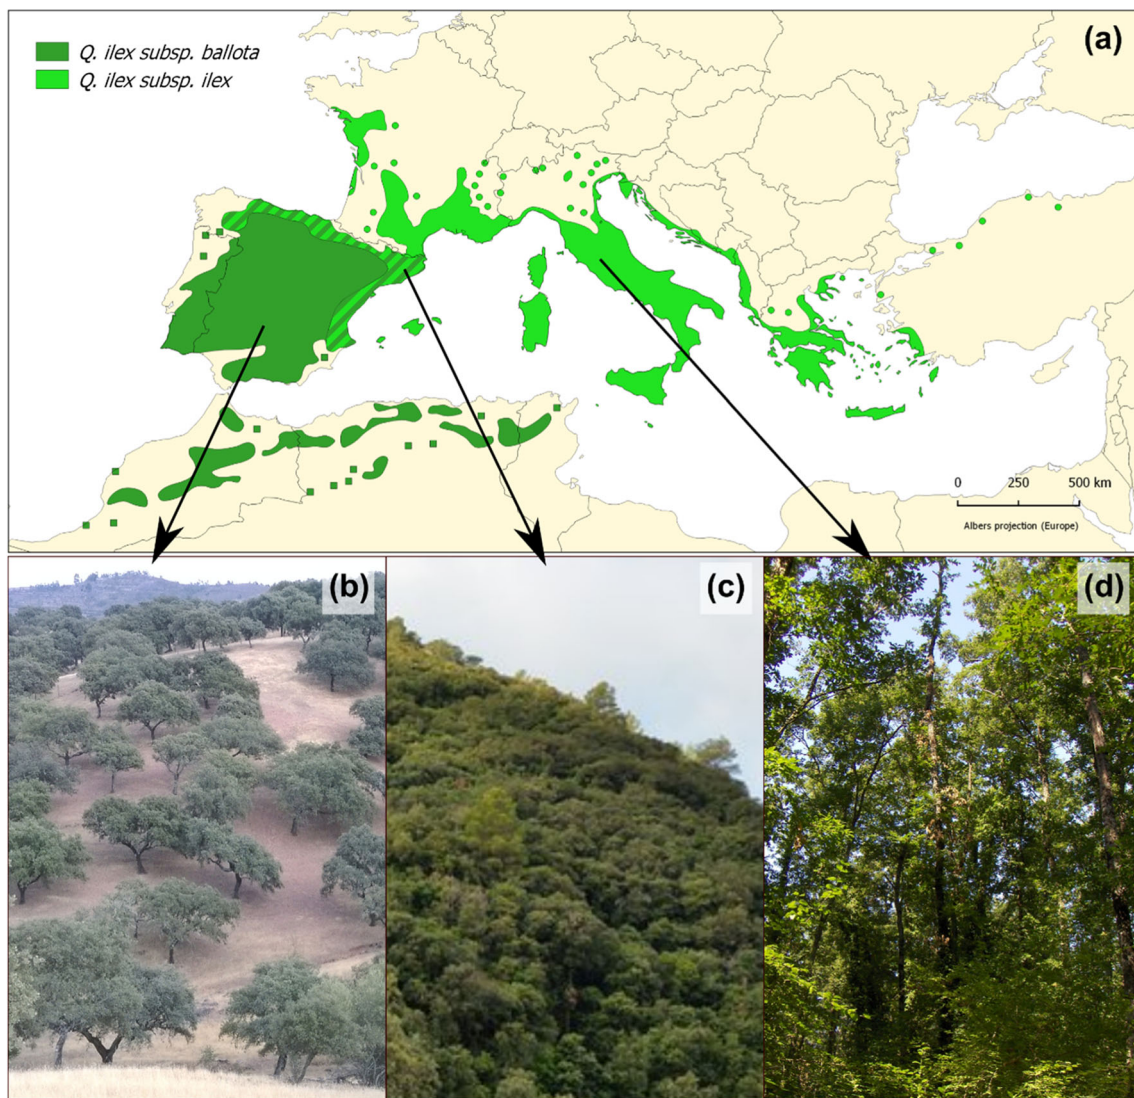 (a)
Q. ilex subsp. ballota
Q. ilex subsp. ilex
0 250 500 km
Albers projection (Europe)
(b)
(c)
(d)